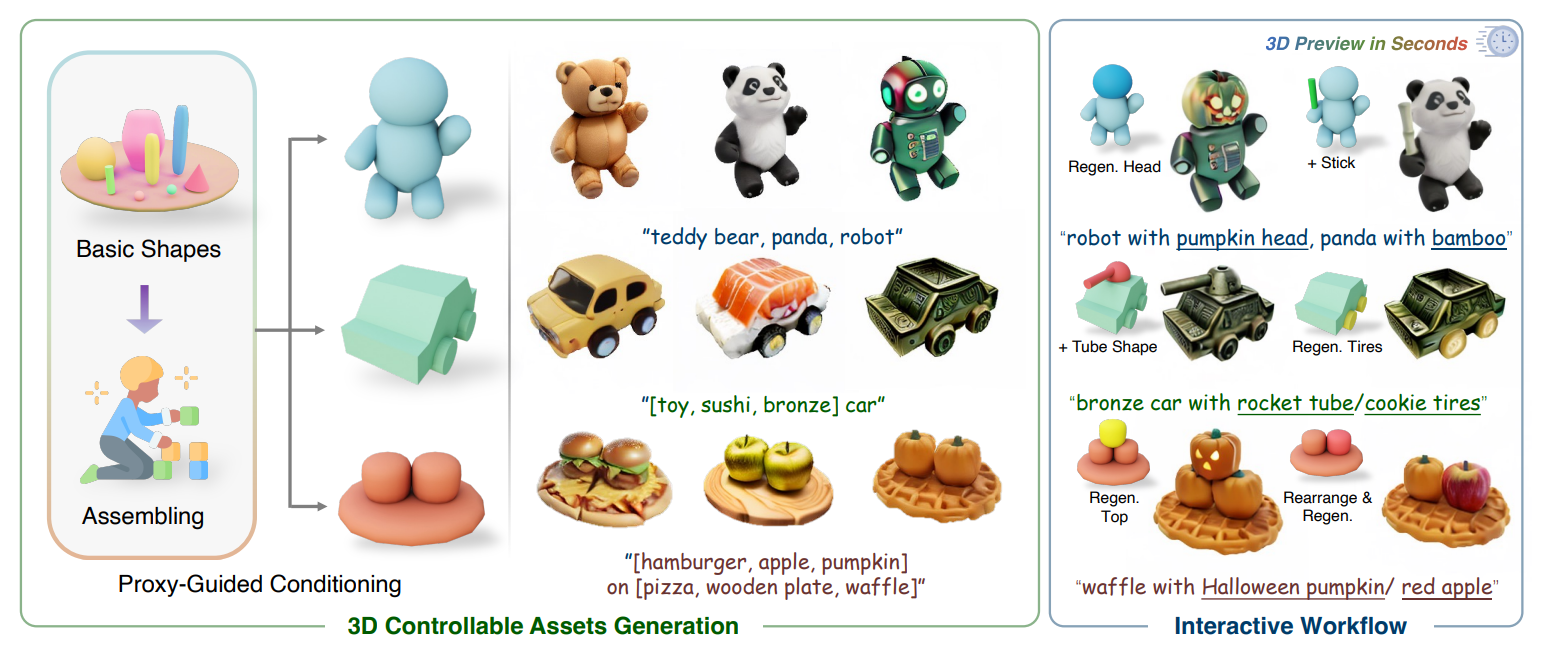 Basic Shapes
Assembling
Proxy-Guided Conditioning
"teddy bear, panda, robot"
"[toy, sushi, bronze] car"
"[hamburger, apple, pumpkin]
on [pizza, wooden plate, waffle]"
3D Controllable Assets Generation
3D Preview in Seconds
Regen. Head
+ Stick
“robot with pumpkin head, panda with bamboo”
+ Tube Shape
Regen. Tires
“bronze car with rocket tube/cookie tires”
Regen.
Top
Rearrange &
Regen.
“waffle with Halloween pumpkin/ red apple”
Interactive Workflow